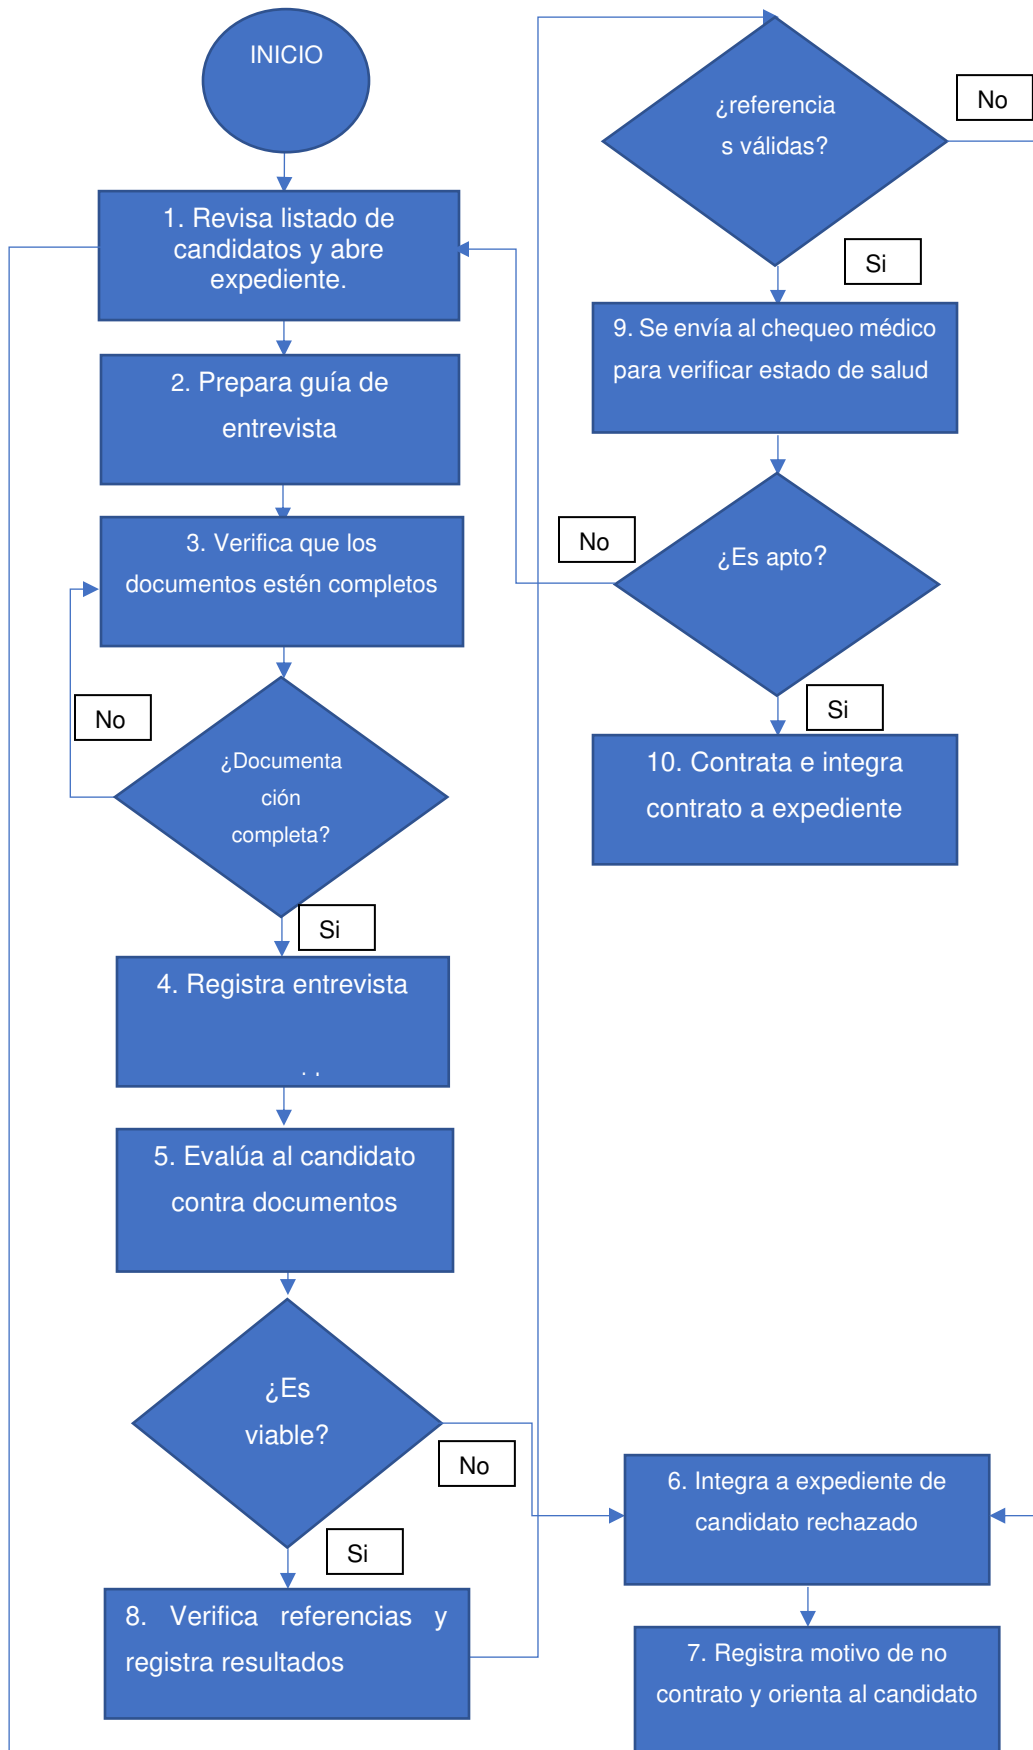 INICIO
1. Revisa listado de
candidatos y abre
expediente.
2. Prepara guía de
entrevista
3. Verifica que los
documentos estén completos
No
¿Documenta
ción
completa?
Si
4. Registra entrevista
5. Evalúa al candidato
contra documentos
¿Es
viable?
No
Si
8. Verifica referencias y
registra resultados
¿referencia
s válidas?
No
Si
9. Se envía al chequeo médico
para verificar estado de salud
No
¿Es apto?
Si
10. Contrata e integra
contrato a expediente
6. Integra a expediente de
candidato rechazado
7. Registra motivo de no
contrato y orienta al candidato